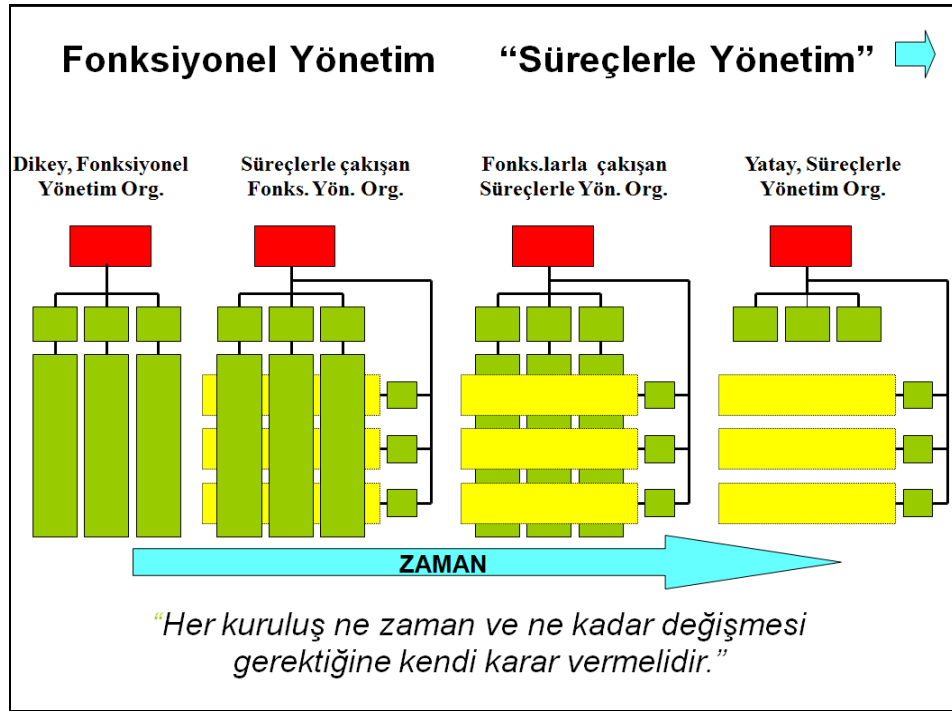 Fonksiyonel Yönetim “Süreçlerle Yönetim”
Dikey, Fonksiyonel
Yönetim Org.
Süreçlerle çakışan
Fonks. Yön. Org.
Fonks.larla çakışan
Süreçlerle Yön. Org.
Yatay, Süreçlerle
Yönetim Org.
ZAMAN
“Her kuruluş ne zaman ve ne kadar değişmesi
gerektiğine kendi karar vermelidir.”